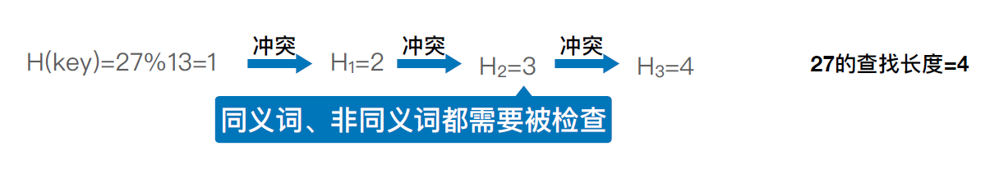 冲突 冲突 冲突
H(key)=27%13=1 H₁=2 H₂=3 H₃=4 27的查找长度=4
同义词、非同义词都需要被检查